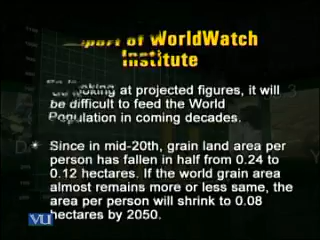 Report of WorldWatch
Institute
looking at projected figures, it will
be difficult to feed the World
Population in coming decades.
Since in mid-20th, grain land area per
person has fallen in half from 0.24 to
0.12 hectares. If the world grain area
almost remains more or less same, the
area per person will shrink to 0.08
hectares by 2050.
VU